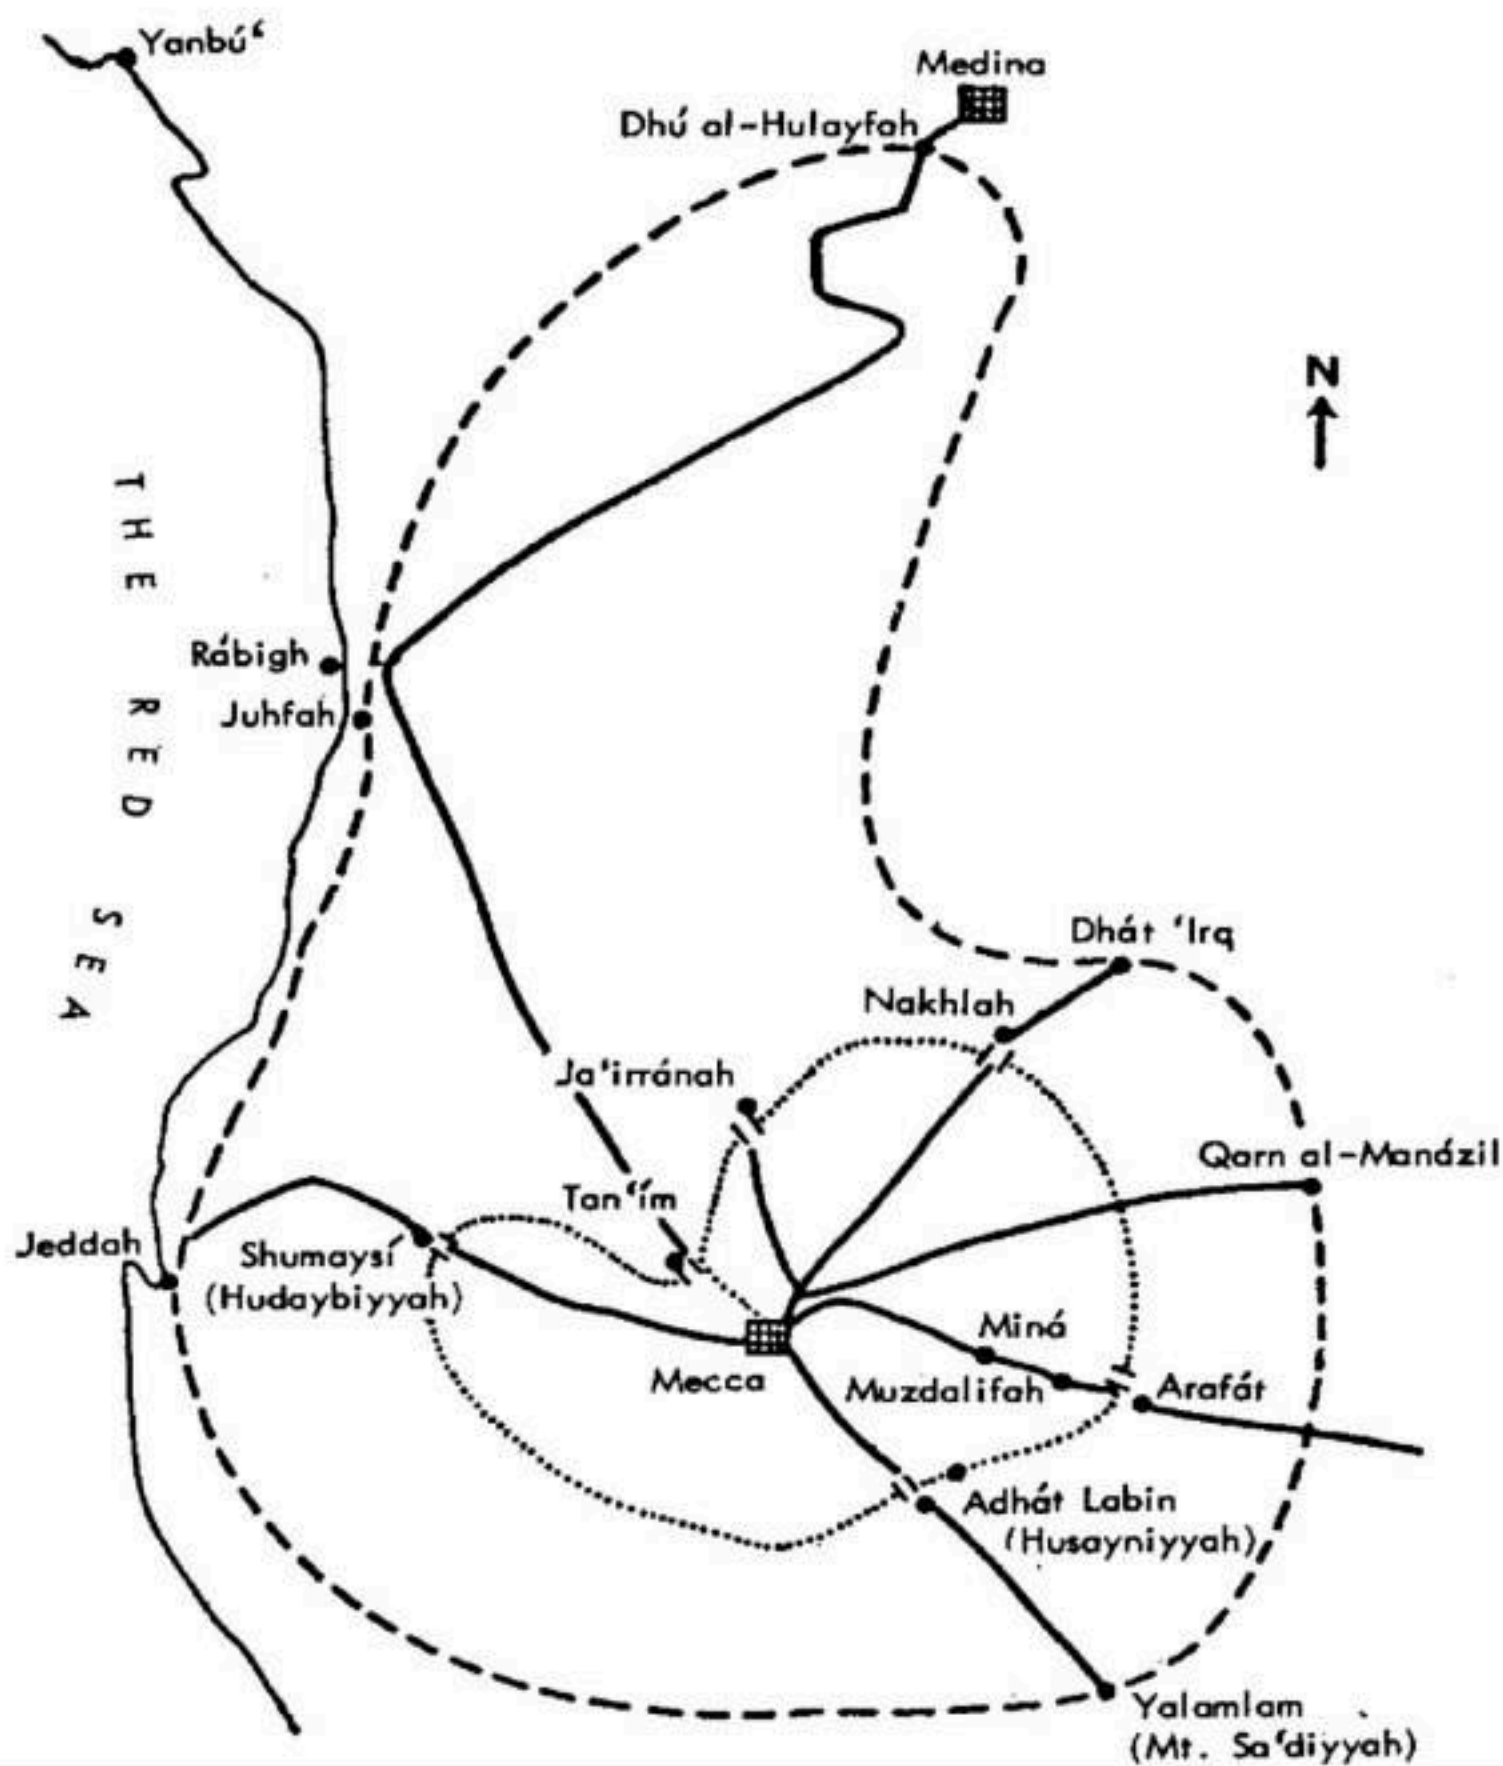 Yanbú‘
Medina
Dhú al-Hulayfah
N
THE RED SEA
Rábigh
Juhfah
Dhát ‘Irq
Nakhlah
Ja‘irránah
Qarn al-Manázil
Tan‘ím
Jeddah
Shumaysí
(Hudaybiyyah)
Miná
Mecca
Muzdalifah
Arafát
Adhát Labin
(Husayniyyah)
Yalamlam
(Mt. Sa‘diyyah)